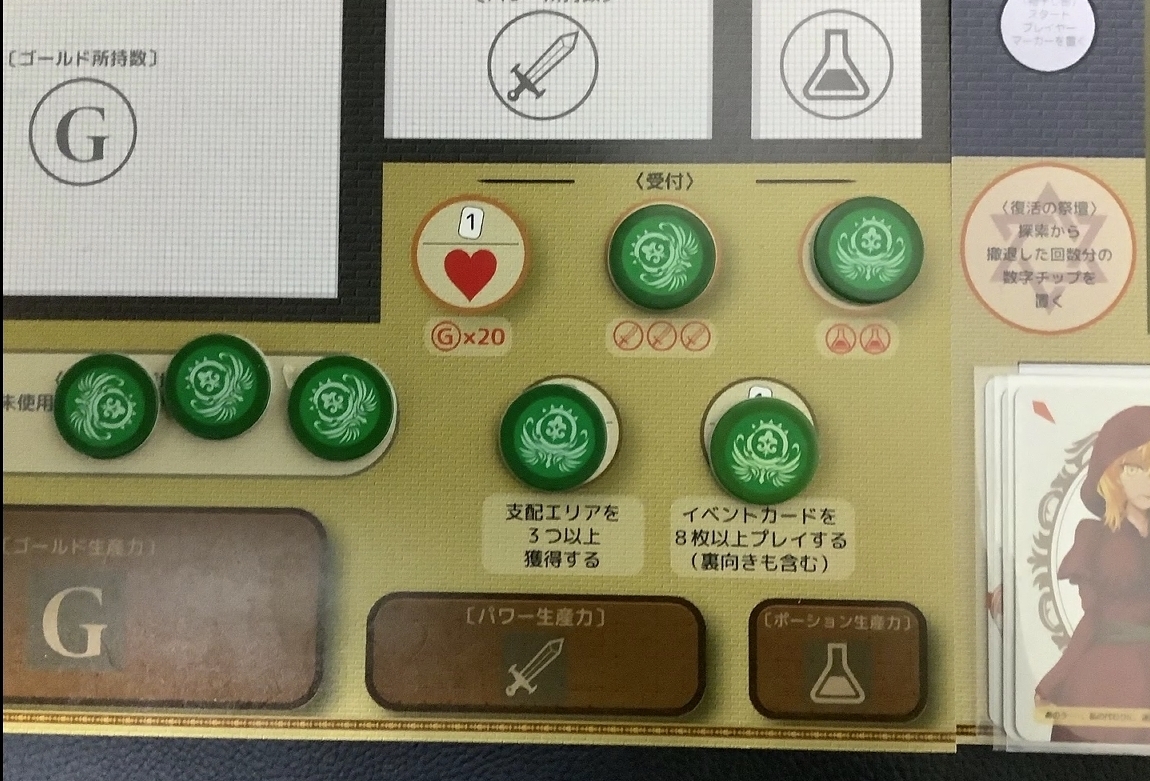 〔ゴールド所持数〕
G
スタート
プレイヤー
マーカーを置く
〈受付〉
1
G×20
〈復活の祭壇〉
探索から
撤退した回数分の
数字チップを
置く
未使用
支配エリアを
3つ以上
獲得する
イベントカードを
8枚以上プレイする
(裏向きも含む)
〔ゴールド生産力〕
G
〔パワー生産力〕
〔ポーション生産力〕